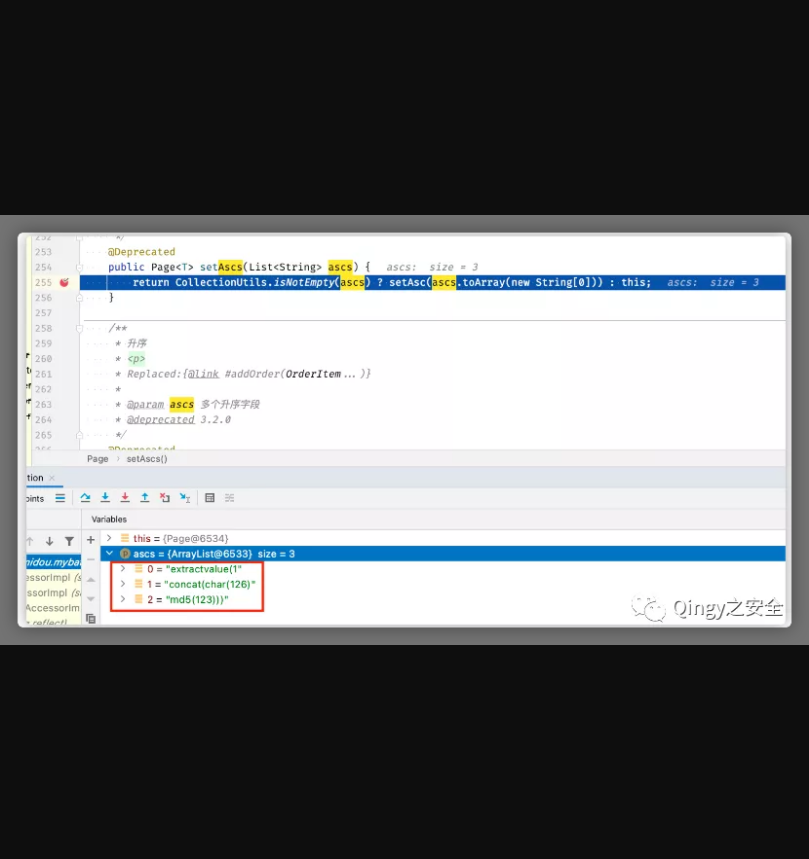 252 */
253 @Deprecated
254 public Page<T> setAscs(List<String> ascs) { ascs: size = 3
255 return CollectionUtils.isNotEmpty(ascs) ? setAsc(ascs.toArray(new String[0])) : this; ascs: size = 3
256 }
257
258 /**
259 * 升序
260 * <p>
261 * Replaced:{@link #addOrder(OrderItem...)}
262 *
263 * @param ascs 多个升序字段
264 * @deprecated 3.2.0
265 */
266 @Deprecated
Page › setAscs()
tion ×
oints
Variables
this = {Page@6534}
ascs = {ArrayList@6533} size = 3
nidou.myba
0 = "extractvalue(1"
essorImpl (s
1 = "concat(char(126)"
ssorImpl (s
2 = "md5(123)))"
AccessorIm
reflect)
Qingy之安全